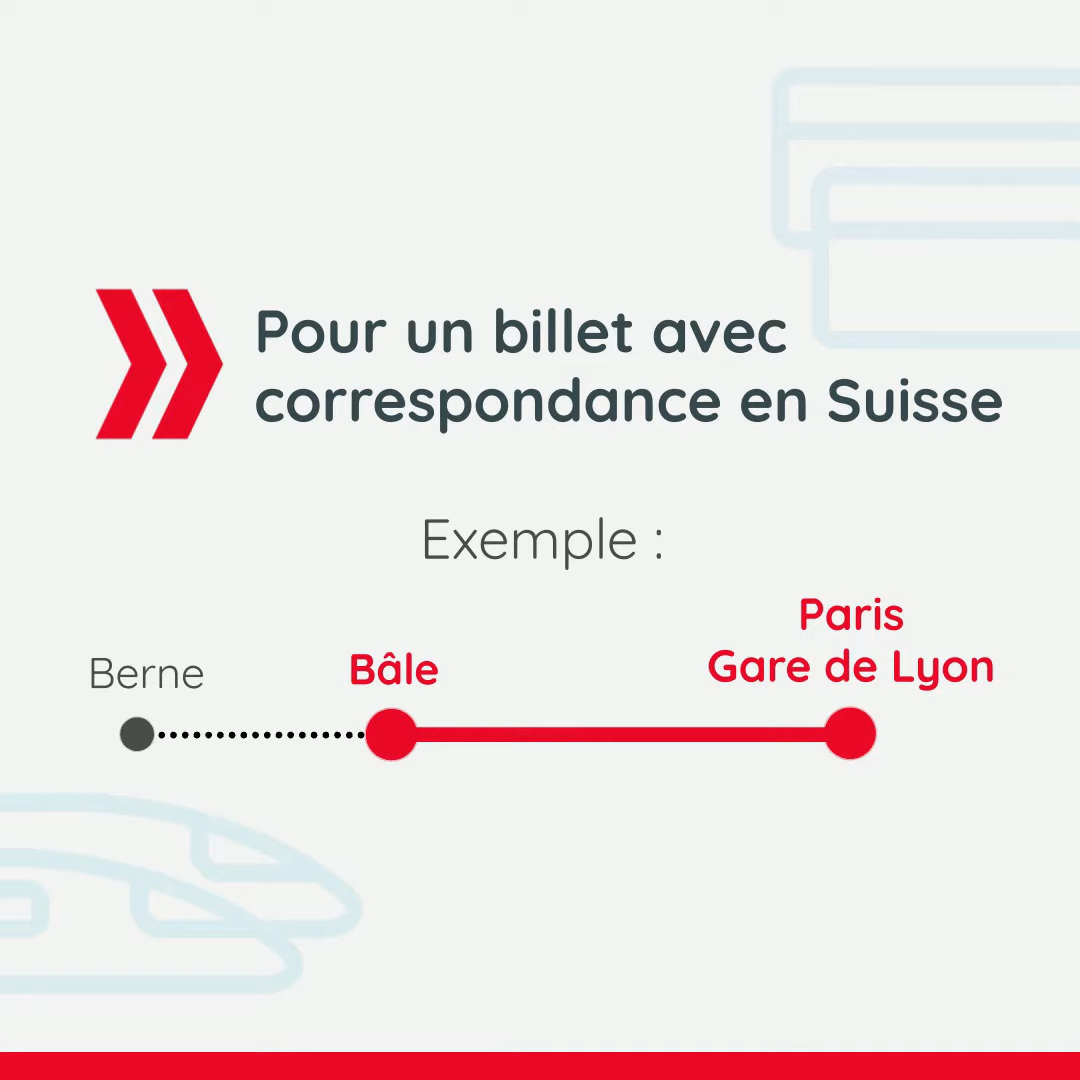 Pour un billet avec
correspondance en Suisse
Exemple :
Berne
Bâle
Paris
Gare de Lyon